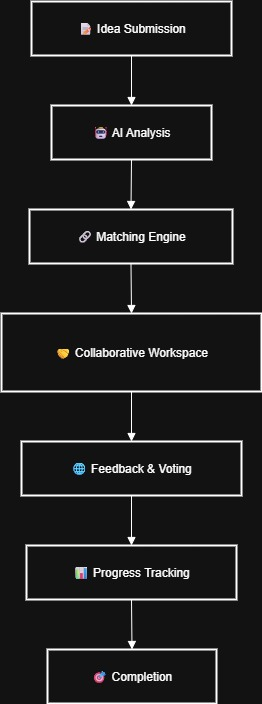 📝 Idea Submission
🤖 AI Analysis
🔗 Matching Engine
🤝 Collaborative Workspace
🌐 Feedback & Voting
📊 Progress Tracking
🎯 Completion